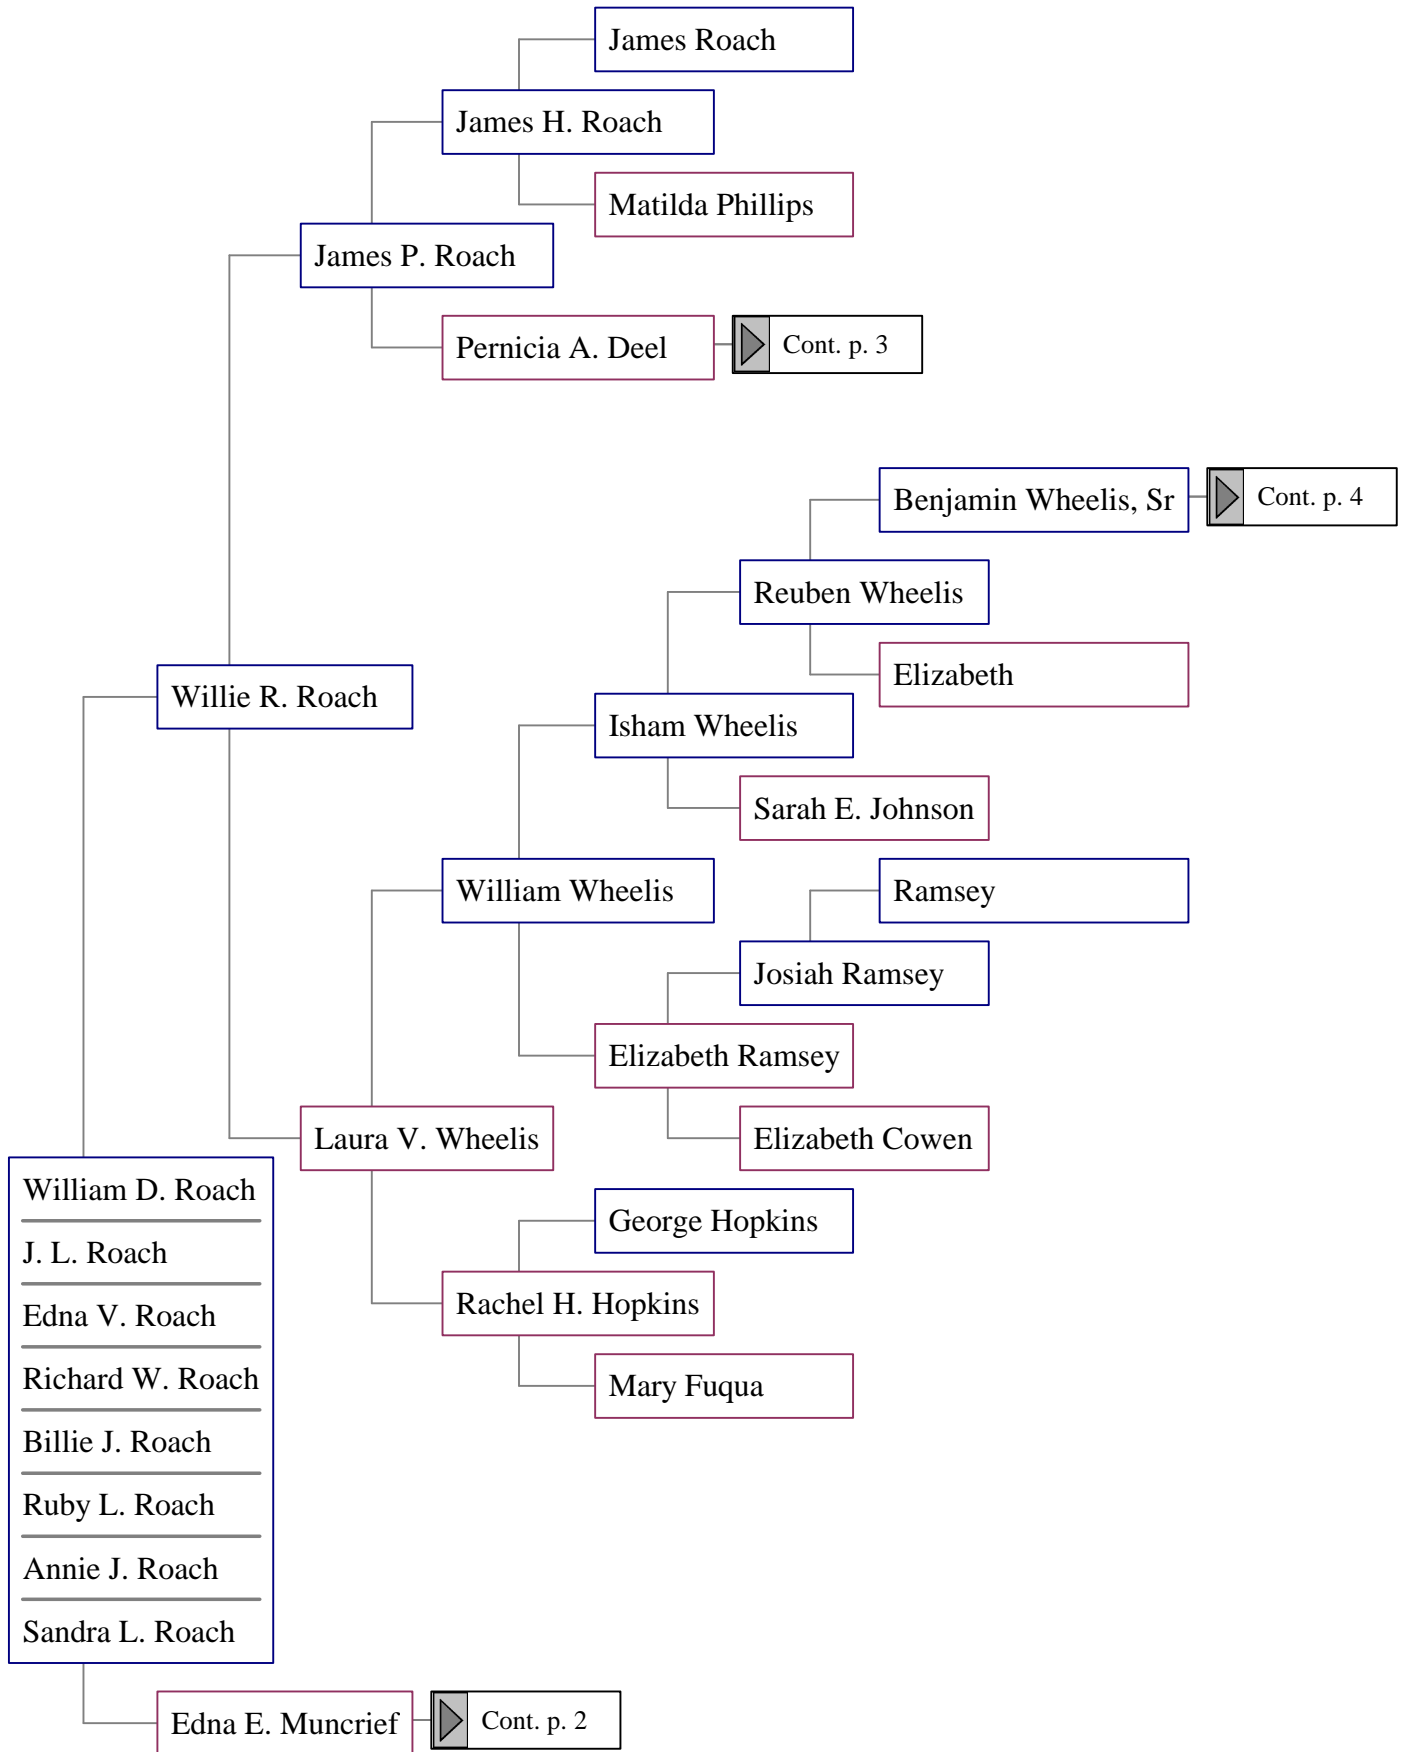 James Roach
James H. Roach
Matilda Phillips
James P. Roach
Pernicia A. Deel
Cont. p. 3
Benjamin Wheelis, Sr
Cont. p. 4
Reuben Wheelis
Elizabeth
Willie R. Roach
Isham Wheelis
Sarah E. Johnson
William Wheelis
Ramsey
Josiah Ramsey
Elizabeth Ramsey
Laura V. Wheelis
Elizabeth Cowen
William D. Roach
George Hopkins
J. L. Roach
Rachel H. Hopkins
Edna V. Roach
Richard W. Roach
Mary Fuqua
Billie J. Roach
Ruby L. Roach
Annie J. Roach
Sandra L. Roach
Edna E. Muncrief
Cont. p. 2